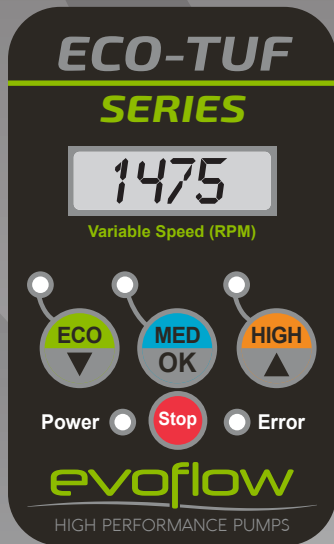 ECO-TUF
SERIES
1475
Variable Speed (RPM)
ECO MED HIGH
OK
Power Stop Error
evoflow
HIGH PERFORMANCE PUMPS